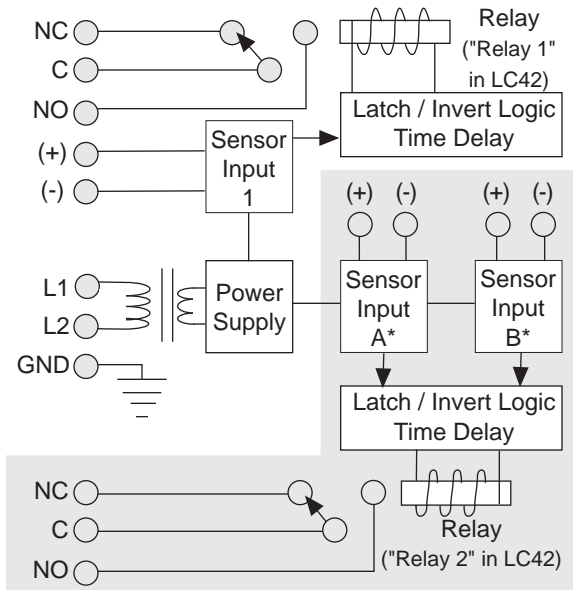 NC
C
NO
(+)
(-)
Relay
("Relay 1"
in LC42)
Latch / Invert Logic
Time Delay
Sensor
Input
1
(+) (-)
(+) (-)
L1
L2
GND
Power
Supply
Sensor
Input
A*
Sensor
Input
B*
Latch / Invert Logic
Time Delay
NC
C
NO
Relay
("Relay 2" in LC42)